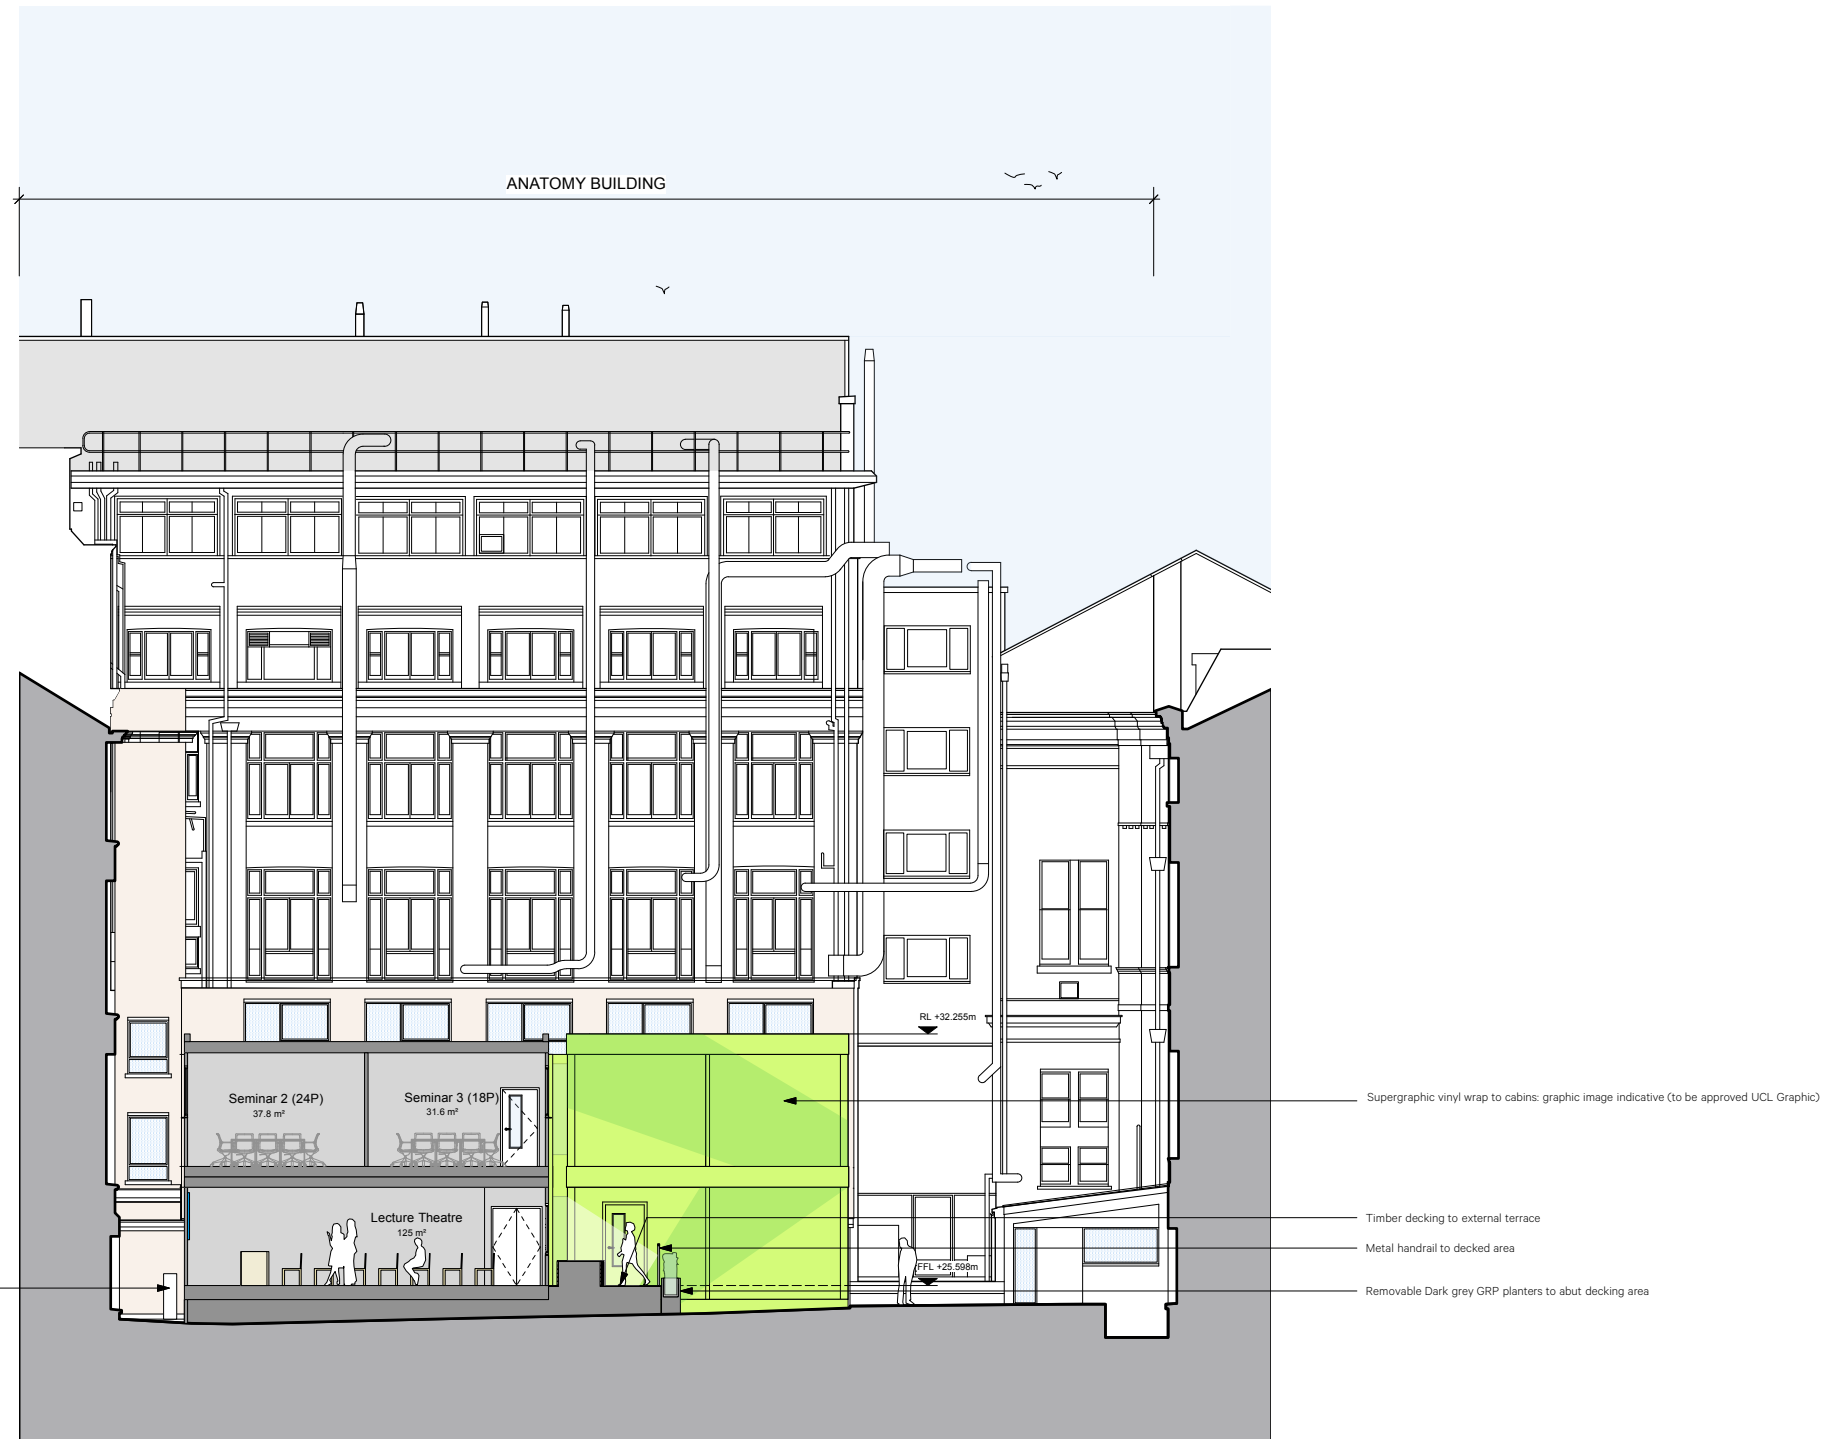 ANATOMY BUILDING
RL +32.255m
Seminar 2 (24P)
37.8 m²
Seminar 3 (18P)
31.6 m²
Supergraphic vinyl wrap to cabins: graphic image indicative (to be approved UCL Graphic)
Lecture Theatre
125 m²
Timber decking to external terrace
Metal handrail to decked area
FFL +25.598m
Removable Dark grey GRP planters to abut decking area